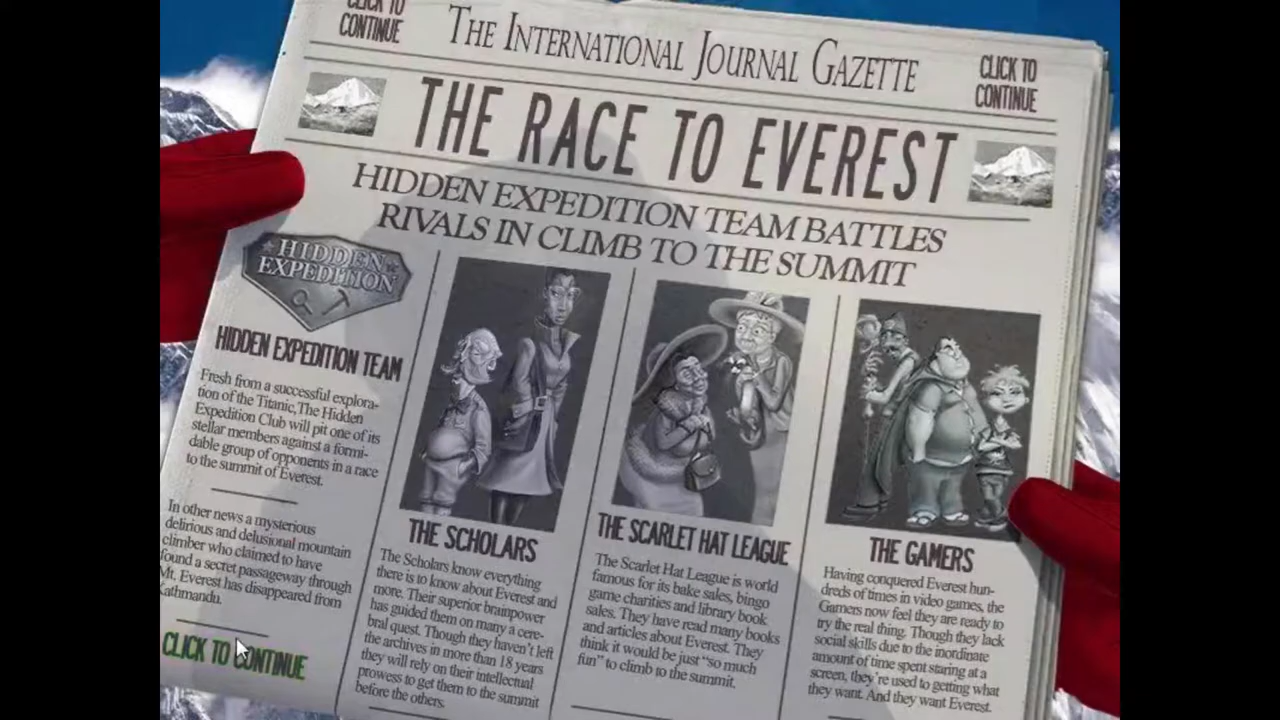 CLICK TO
CONTINUE
THE INTERNATIONAL JOURNAL GAZETTE
CLICK TO
CONTINUE
THE RACE TO EVEREST
HIDDEN EXPEDITION TEAM BATTLES
RIVALS IN CLIMB TO THE SUMMIT
HIDDEN
EXPEDITION
HIDDEN EXPEDITION TEAM
Fresh from a successful explora-
tion of the Titanic,The Hidden
Expedition Club will pit one of its
stellar members against a formi-
dable group of opponents in a race
to the summit of Everest.
In other news a mysterious
delirious and delusional mountain
climber who claimed to have
found a secret passageway through
Mt. Everest has disappeared from
Kathmandu.
CLICK TO CONTINUE
THE SCHOLARS
The Scholars know everything
there is to know about Everest and
more. Their superior brainpower
has guided them on many a cere-
bral quest. Though they haven't left
the archives in more than 18 years
they will rely on their intellectual
prowess to get them to the summit
before the others.
THE SCARLET HAT LEAGUE
The Scarlet Hat League is world
famous for its bake sales, bingo
game charities and library book
sales. They have read many books
and articles about Everest. They
think it would be just "so much
fun" to climb to the summit.
THE GAMERS
Having conquered Everest hun-
dreds of times in video games, the
Gamers now feel they are ready to
try the real thing. Though they lack
social skills due to the inordinate
amount of time spent staring at a
screen, they're used to getting what
they want. And they want Everest.